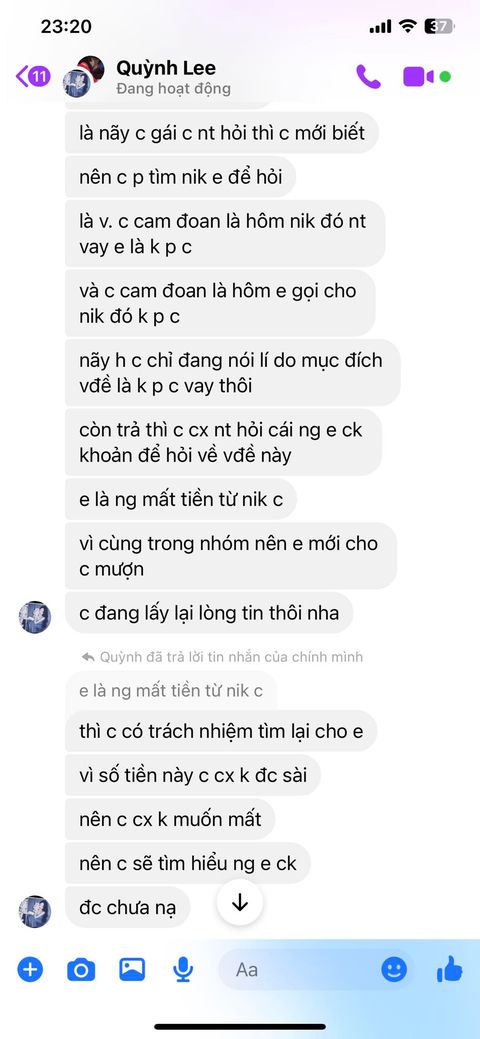 23:20
37
11
Quỳnh Lee
Đang hoạt động
là nãy c gái c nt hỏi thì c mới biết
nên c p tìm nik e để hỏi
là v. c cam đoan là hôm nik đó nt
vay e là k p c
và c cam đoan là hôm e gọi cho
nik đó k p c
nãy h c chỉ đang nói lí do mục đích
vđề là k p c vay thôi
còn trả thì c cx nt hỏi cái ng e ck
khoản để hỏi về vđề này
e là ng mất tiền từ nik c
vì cùng trong nhóm nên e mới cho
c mượn
c đang lấy lại lòng tin thôi nha
Quỳnh đã trả lời tin nhắn của chính mình
e là ng mất tiền từ nik c
thì c có trách nhiệm tìm lại cho e
vì số tiền này c cx k đc sài
nên c cx k muốn mất
nên c sẽ tìm hiểu ng e ck
đc chưa nạ
Aa